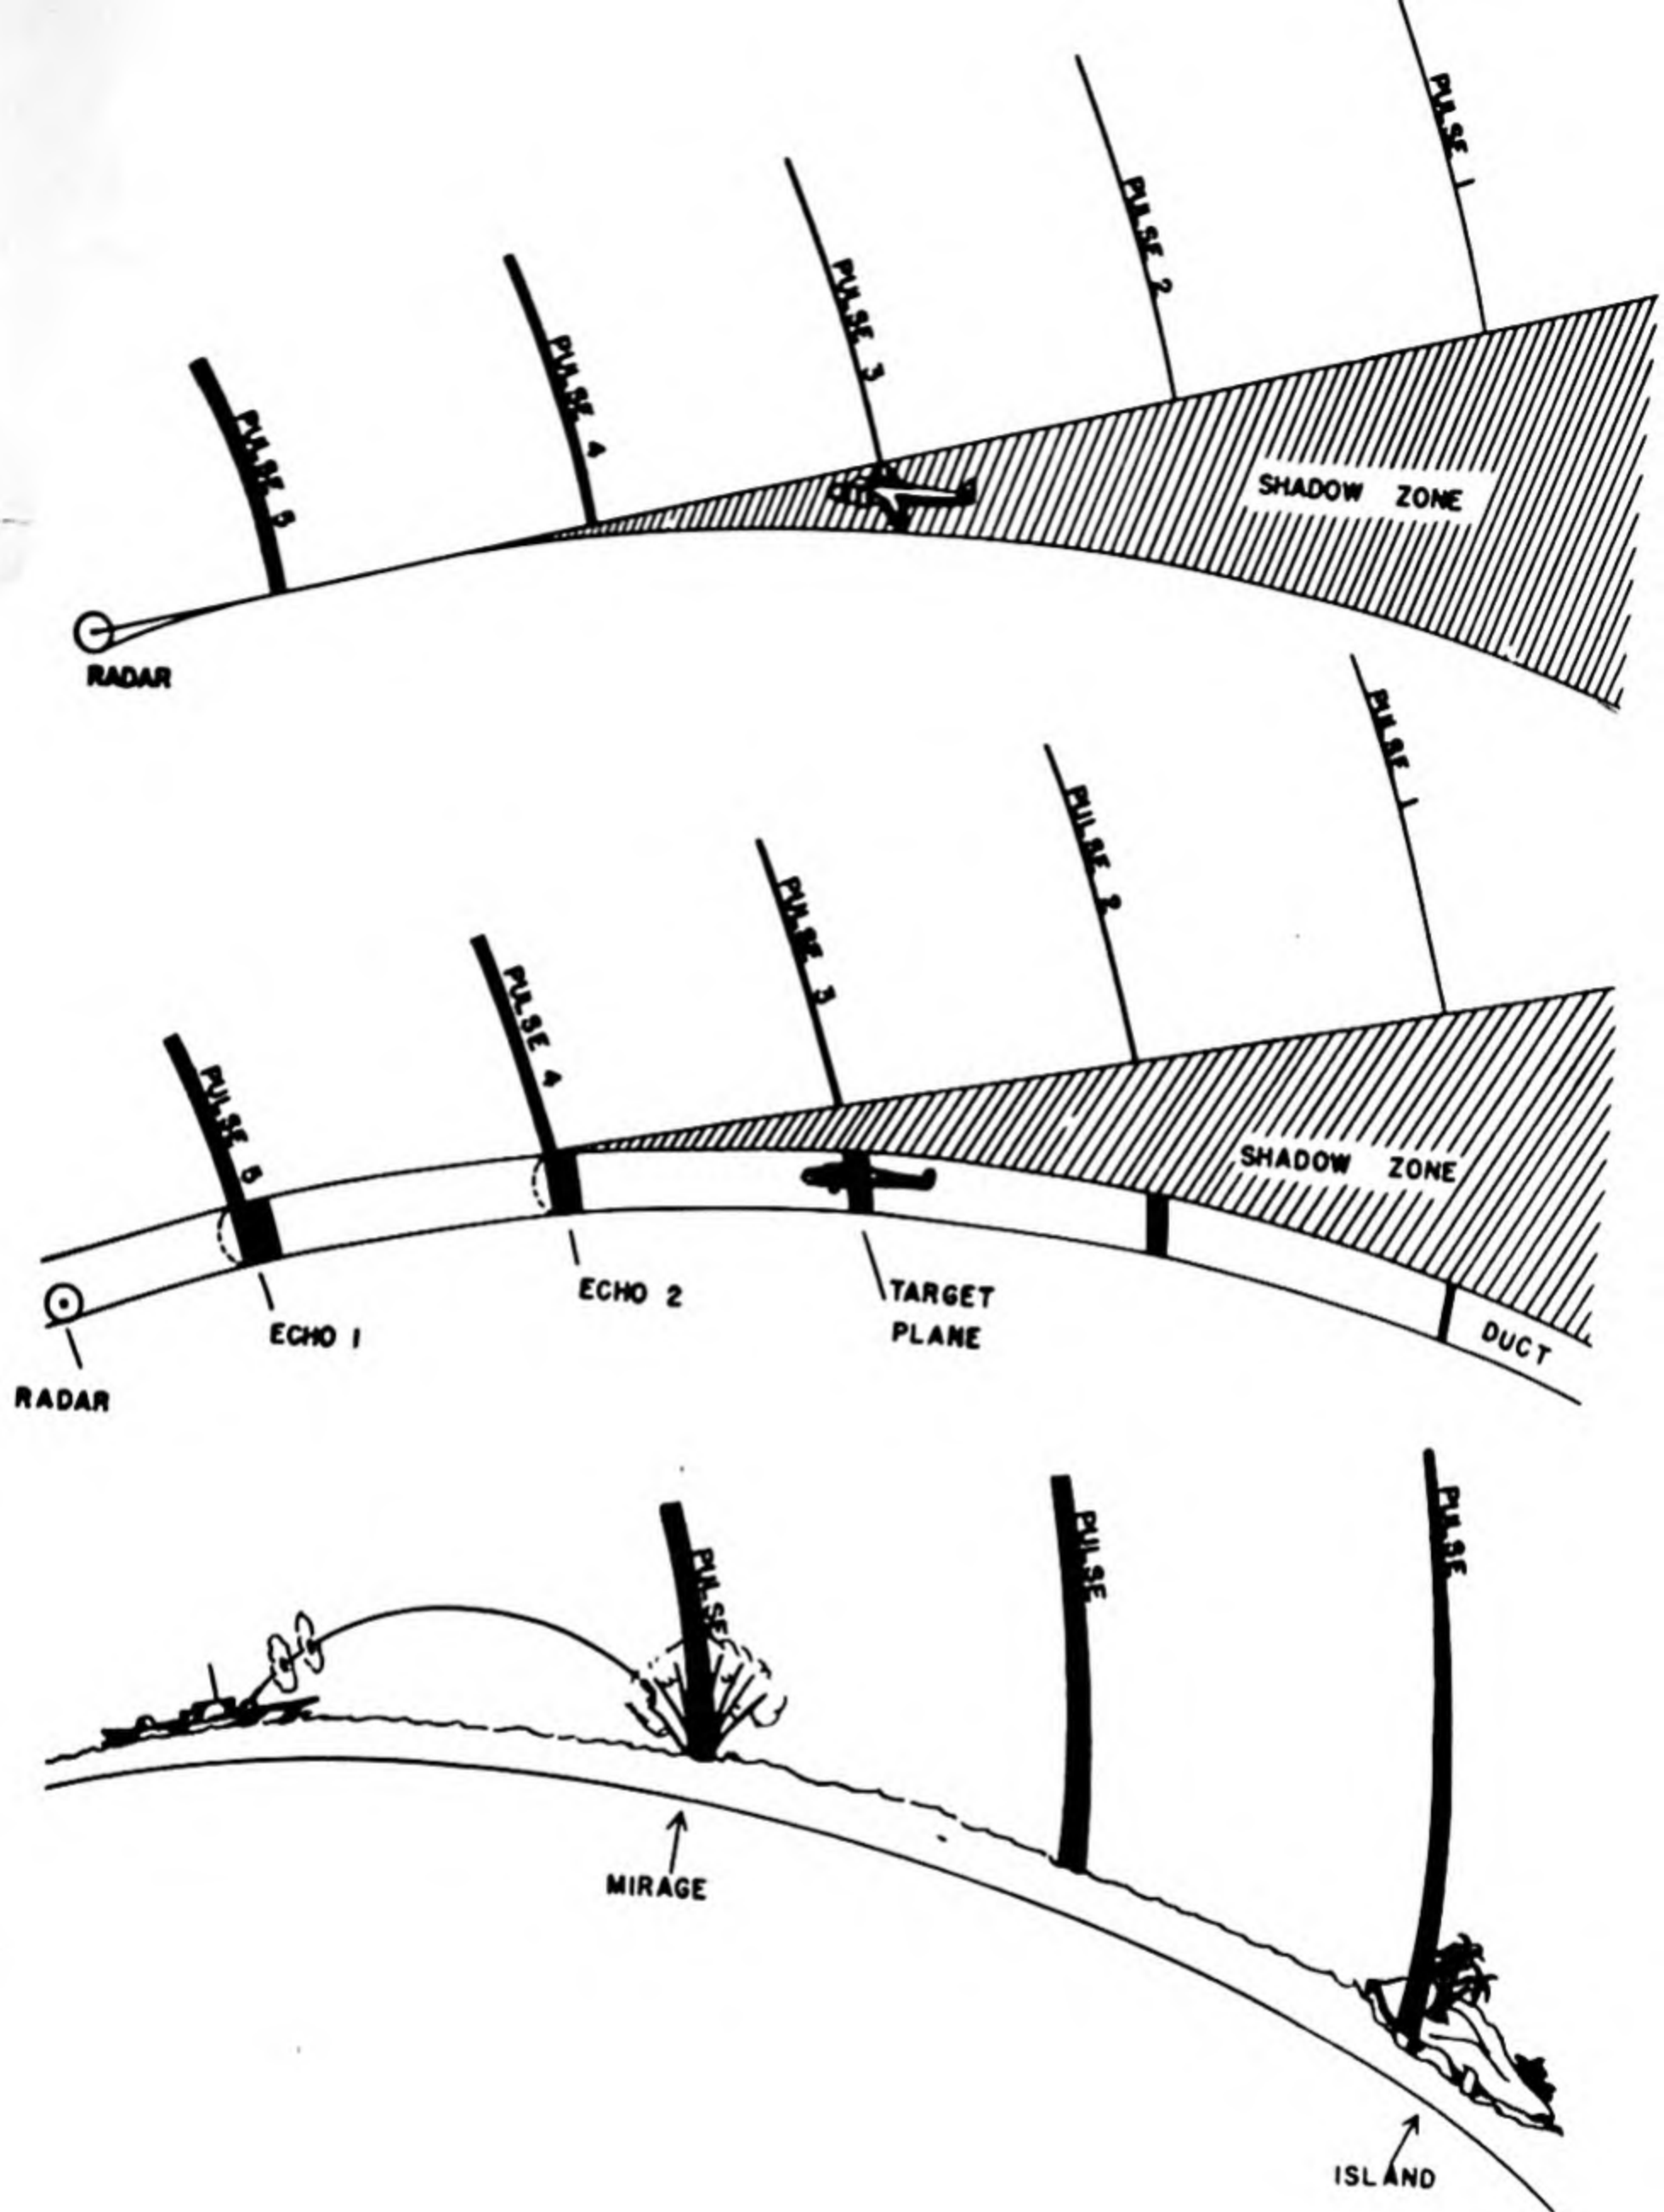 PULSE 1
PULSE 2
PULSE 3
PULSE 4
PULSE 5
SHADOW ZONE
RADAR
PULSE 1
PULSE 2
PULSE 3
PULSE 4
PULSE 5
SHADOW ZONE
ECHO 2
TARGET
PLANE
ECHO 1
DUCT
RADAR
PULSE
PULSE
PULSE
MIRAGE
ISLAND